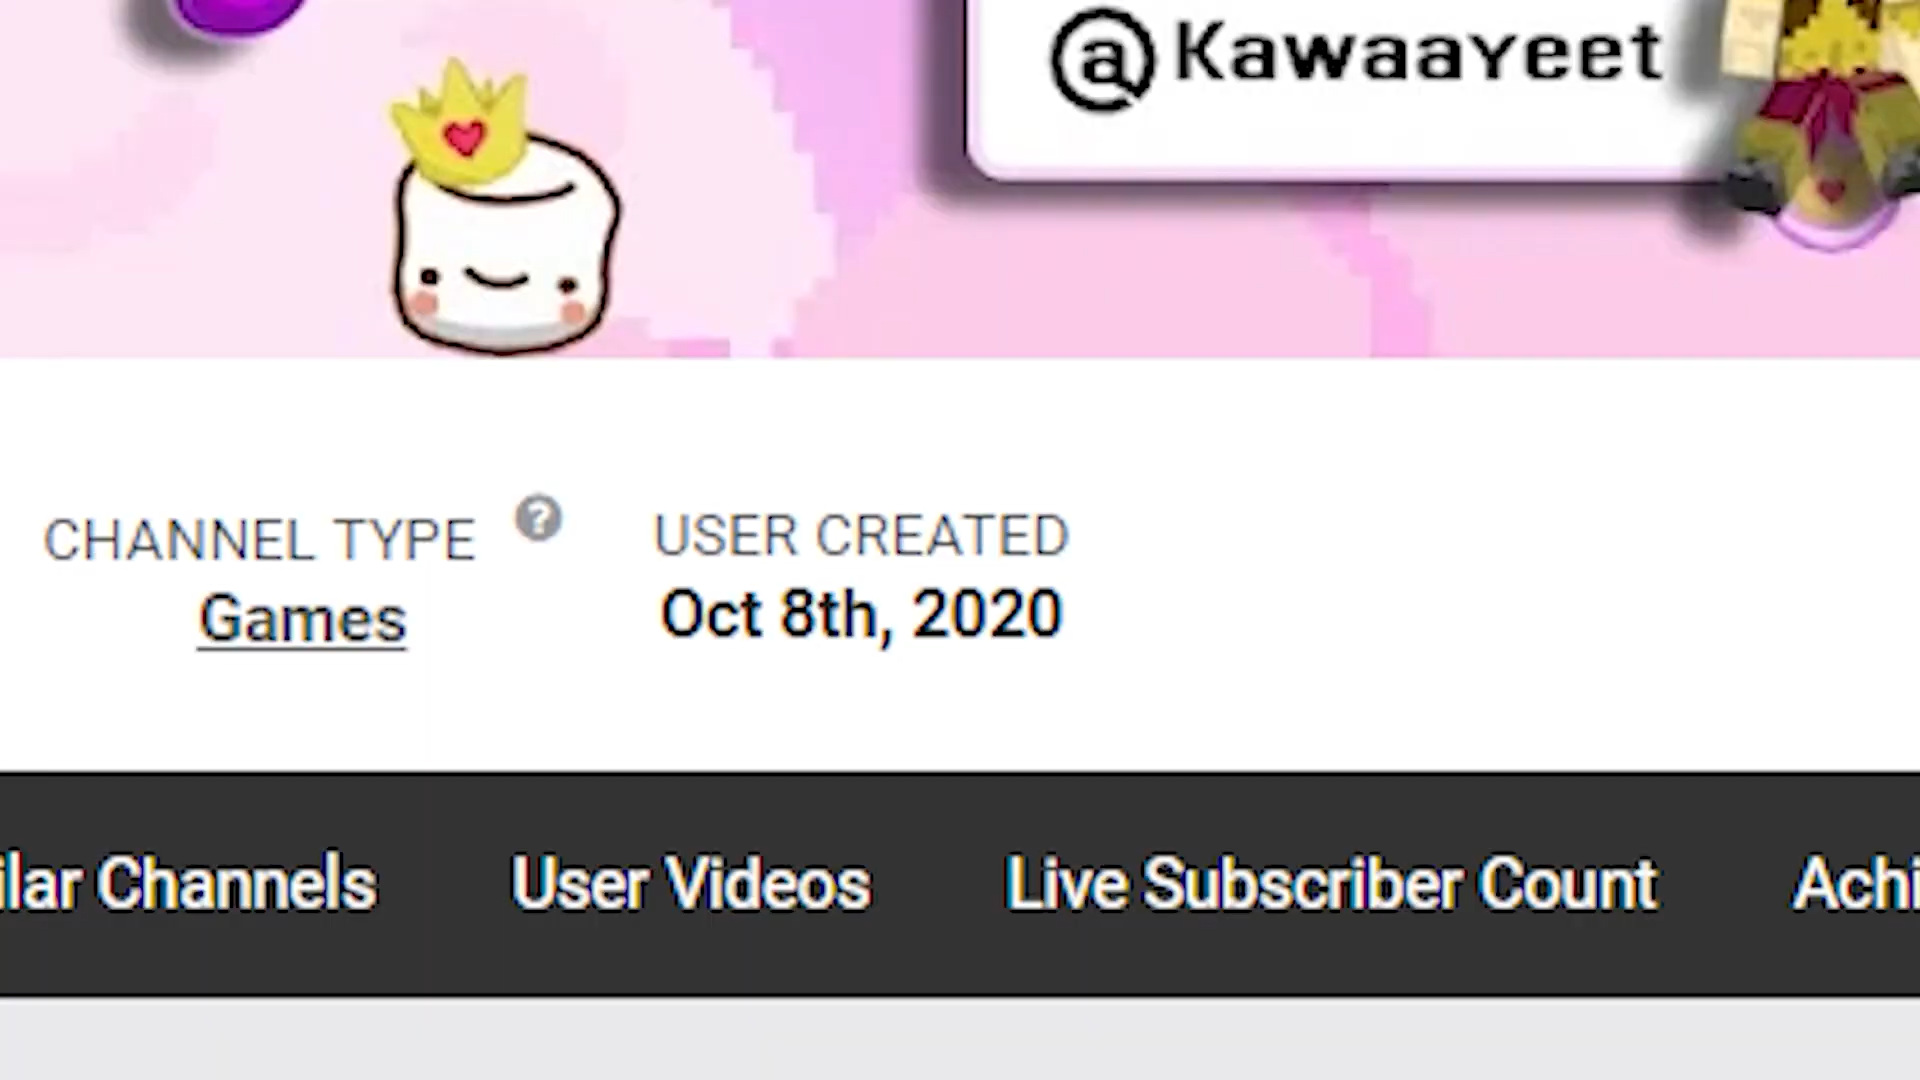 @Kawaayeet
CHANNEL TYPE ?
Games
USER CREATED
Oct 8th, 2020
ilar Channels
User Videos
Live Subscriber Count
Achi